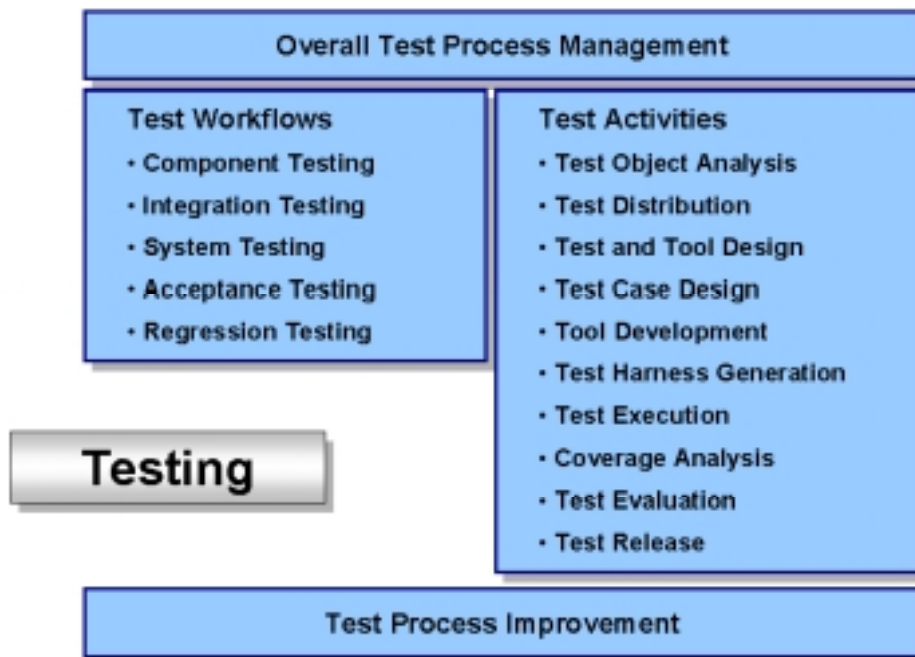 Overall Test Process Management
Test Workflows
• Component Testing
• Integration Testing
• System Testing
• Acceptance Testing
• Regression Testing
Test Activities
• Test Object Analysis
• Test Distribution
• Test and Tool Design
• Test Case Design
• Tool Development
• Test Harness Generation
• Test Execution
• Coverage Analysis
• Test Evaluation
• Test Release
Testing
Test Process Improvement